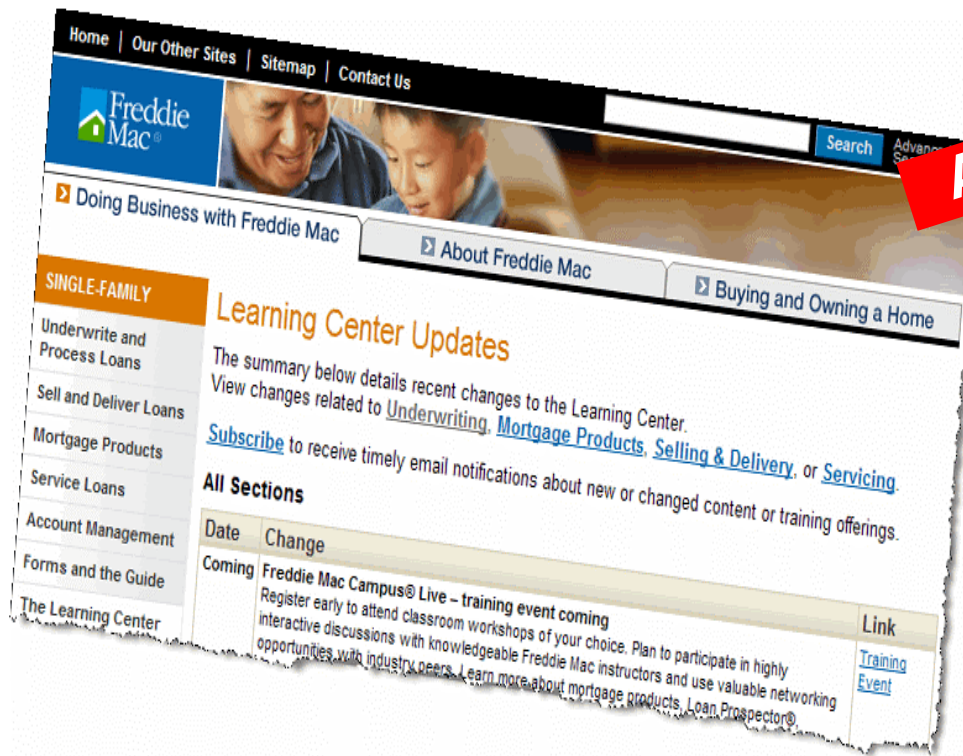 Home | Our Other Sites | Sitemap | Contact Us
Search
Freddie
Mac®
Doing Business with Freddie Mac
About Freddie Mac
Buying and Owning a Home
SINGLE-FAMILY
Underwrite and
Process Loans
Sell and Deliver Loans
Mortgage Products
Service Loans
Account Management
Forms and the Guide
The Learning Center
Learning Center Updates
The summary below details recent changes to the Learning Center.
View changes related to Underwriting, Mortgage Products, Selling & Delivery, or Servicing.
Subscribe to receive timely email notifications about new or changed content or training offerings.
All Sections
Date Change Link
Coming Freddie Mac Campus® Live – training event coming
Register early to attend classroom workshops of your choice. Plan to participate in highly
interactive discussions with knowledgeable Freddie Mac instructors and use valuable networking
opportunities with industry peers. Learn more about mortgage products, Loan Prospector®,
Training
Event